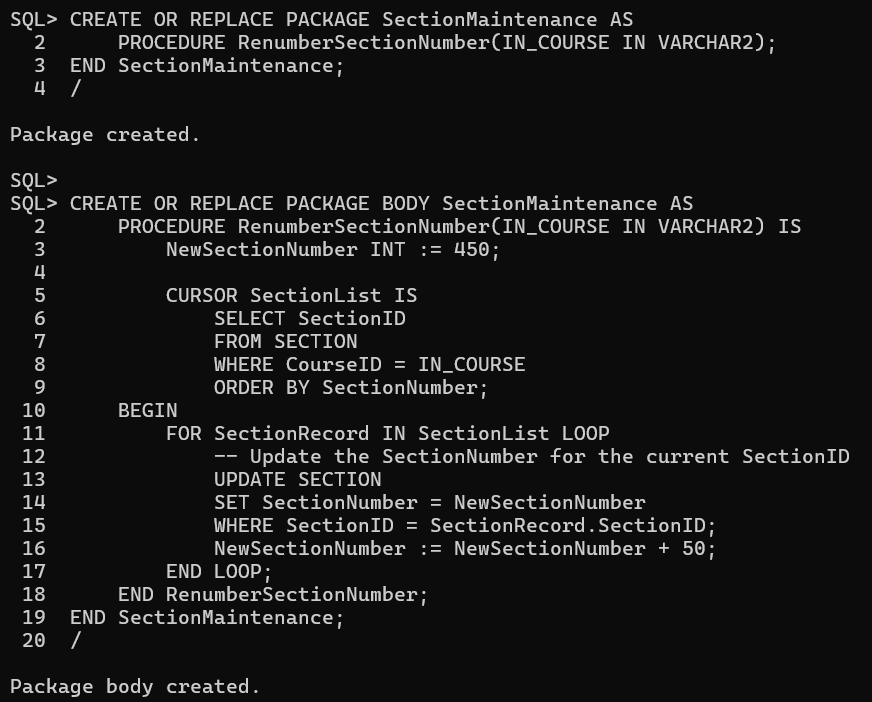 SQL> CREATE OR REPLACE PACKAGE SectionMaintenance AS
  2      PROCEDURE RenumberSectionNumber(IN_COURSE IN VARCHAR2);
  3  END SectionMaintenance;
  4  /

Package created.

SQL>
SQL> CREATE OR REPLACE PACKAGE BODY SectionMaintenance AS
  2      PROCEDURE RenumberSectionNumber(IN_COURSE IN VARCHAR2) IS
  3          NewSectionNumber INT := 450;
  4
  5          CURSOR SectionList IS
  6              SELECT SectionID
  7              FROM SECTION
  8              WHERE CourseID = IN_COURSE
  9              ORDER BY SectionNumber;
 10      BEGIN
 11          FOR SectionRecord IN SectionList LOOP
 12              -- Update the SectionNumber for the current SectionID
 13              UPDATE SECTION
 14              SET SectionNumber = NewSectionNumber
 15              WHERE SectionID = SectionRecord.SectionID;
 16              NewSectionNumber := NewSectionNumber + 50;
 17          END LOOP;
 18      END RenumberSectionNumber;
 19  END SectionMaintenance;
 20  /

Package body created.